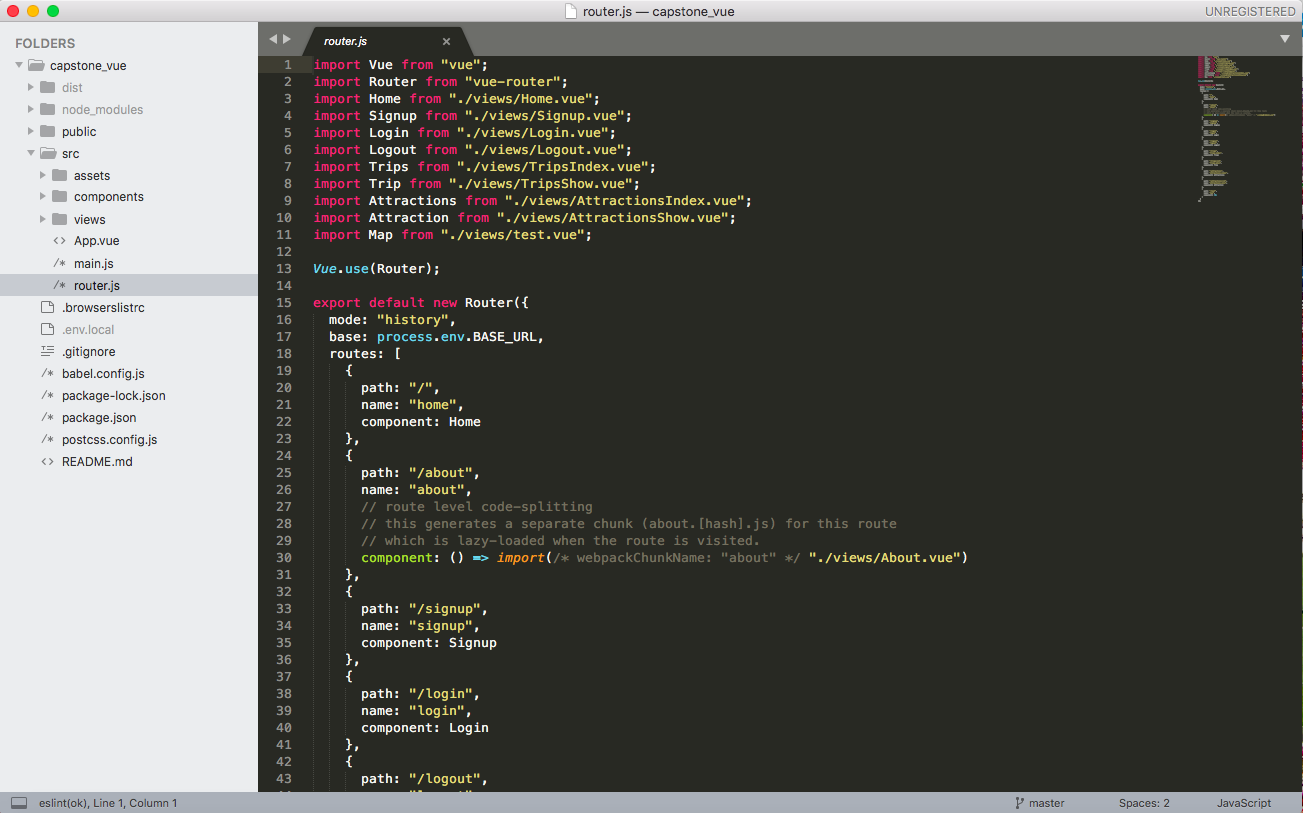 router.js — capstone_vue
UNREGISTERED
FOLDERS
capstone_vue
dist
node_modules
public
src
assets
components
views
<> App.vue
/* main.js
/* router.js
.browserslistrc
.env.local
.gitignore
/* babel.config.js
/* package-lock.json
/* package.json
/* postcss.config.js
<> README.md
router.js ×
1 import Vue from "vue";
2 import Router from "vue-router";
3 import Home from "./views/Home.vue";
4 import Signup from "./views/Signup.vue";
5 import Login from "./views/Login.vue";
6 import Logout from "./views/Logout.vue";
7 import Trips from "./views/TripsIndex.vue";
8 import Trip from "./views/TripsShow.vue";
9 import Attractions from "./views/AttractionsIndex.vue";
10 import Attraction from "./views/AttractionsShow.vue";
11 import Map from "./views/test.vue";
12
13 Vue.use(Router);
14
15 export default new Router({
16   mode: "history",
17   base: process.env.BASE_URL,
18   routes: [
19     {
20       path: "/",
21       name: "home",
22       component: Home
23     },
24     {
25       path: "/about",
26       name: "about",
27       // route level code-splitting
28       // this generates a separate chunk (about.[hash].js) for this route
29       // which is lazy-loaded when the route is visited.
30       component: () => import(/* webpackChunkName: "about" */ "./views/About.vue")
31     },
32     {
33       path: "/signup",
34       name: "signup",
35       component: Signup
36     },
37     {
38       path: "/login",
39       name: "login",
40       component: Login
41     },
42     {
43       path: "/logout",
eslint(ok), Line 1, Column 1
master
Spaces: 2
JavaScript